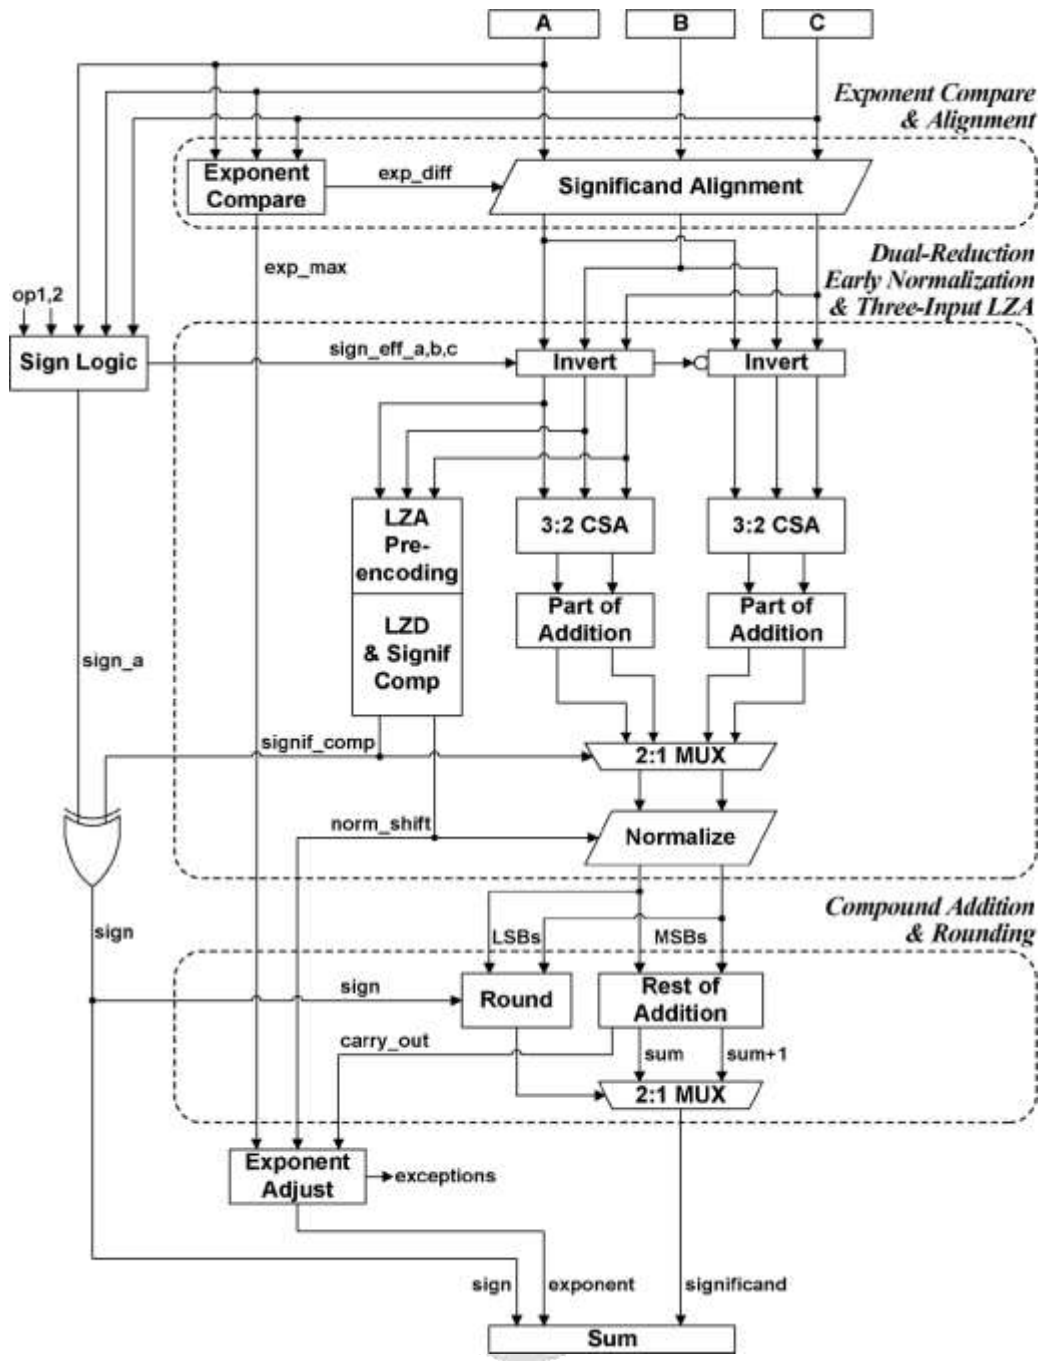 A B C
Exponent Compare
& Alignment
Exponent
Compare
exp_diff
Significand Alignment
exp_max
Dual-Reduction
Early Normalization
& Three-Input LZA
op1,2
Sign Logic
sign_eff_a,b,c
Invert
Invert
LZA
Pre-
encoding
3:2 CSA
3:2 CSA
LZD
& Signif
Comp
Part of
Addition
Part of
Addition
sign_a
signif_comp
2:1 MUX
norm_shift
Normalize
Compound Addition
& Rounding
sign
LSBs
MSBs
sign
Round
Rest of
Addition
carry_out
sum
sum+1
2:1 MUX
Exponent
Adjust
exceptions
sign
exponent
significand
Sum